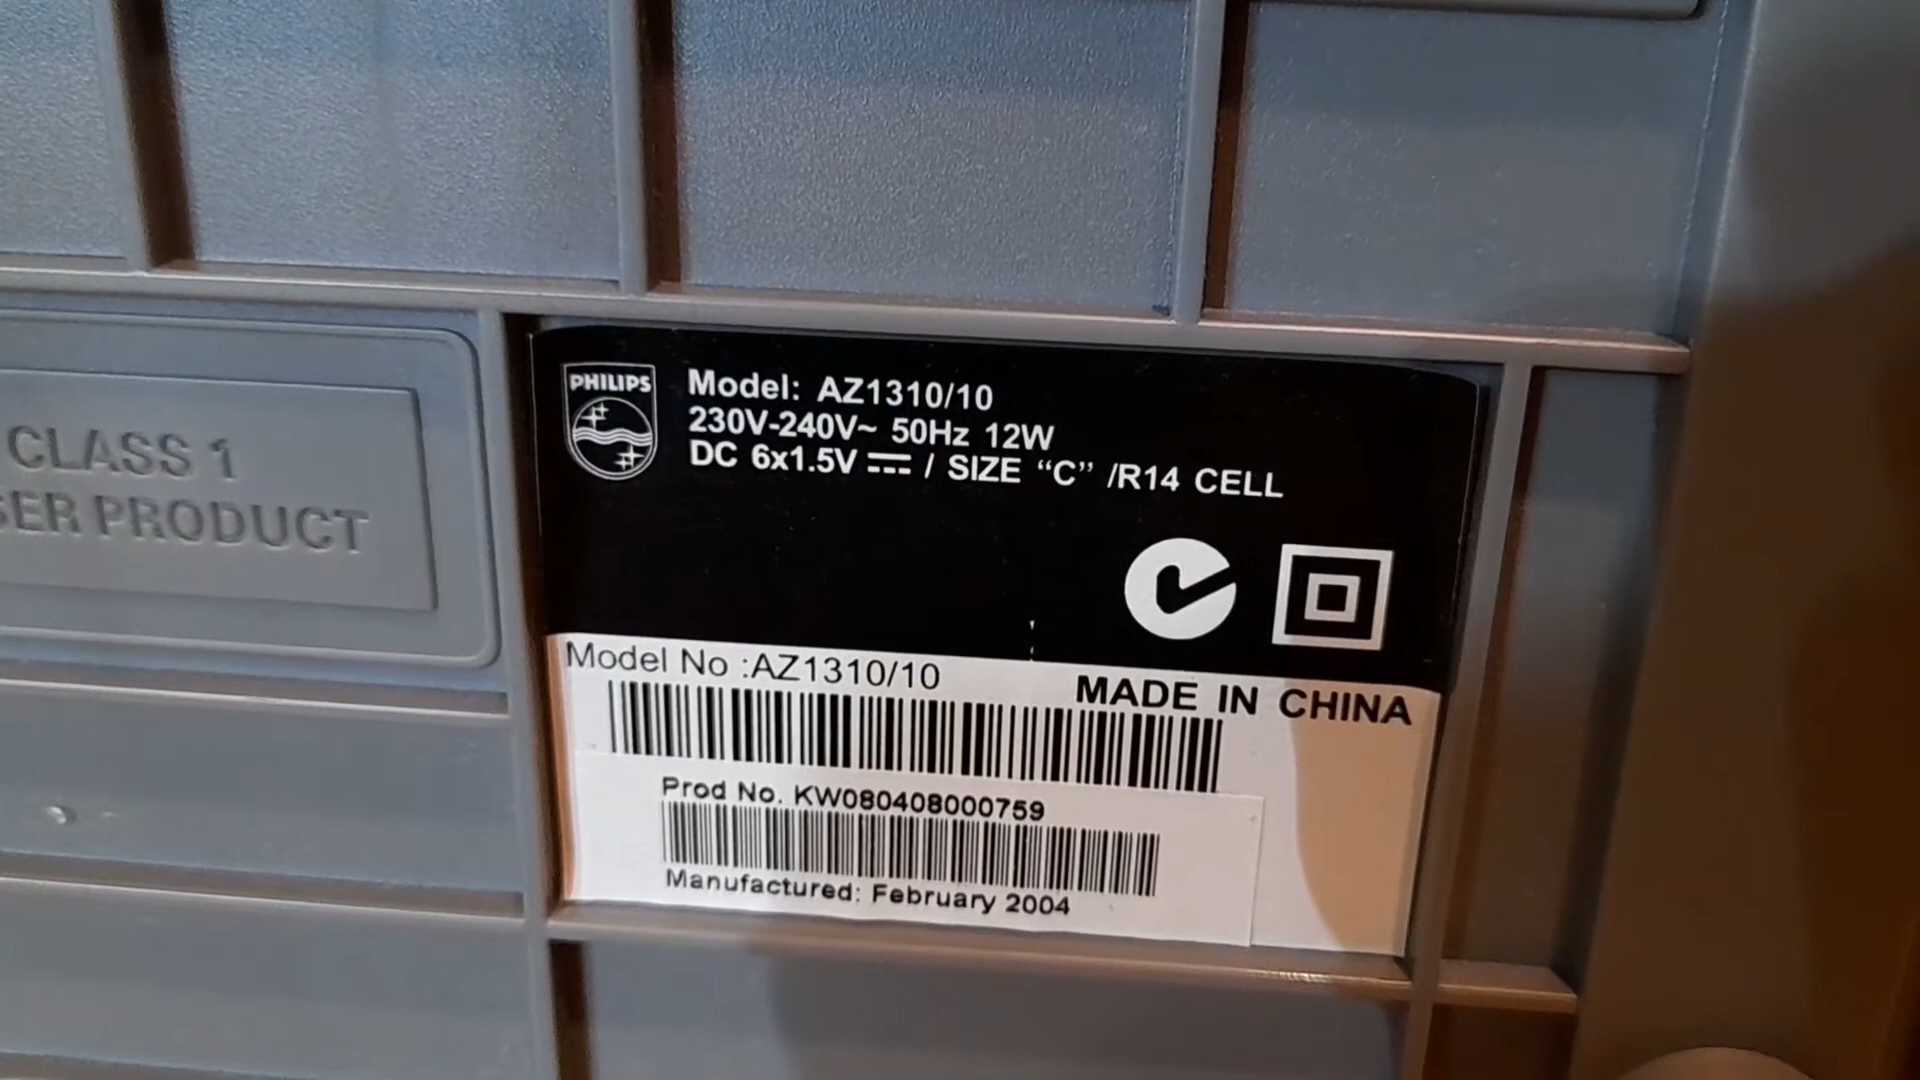 CLASS 1
SER PRODUCT
PHILIPS
Model: AZ1310/10
230V-240V~ 50Hz 12W
DC 6x1.5V ⎓ / SIZE “C” /R14 CELL
Model No :AZ1310/10
MADE IN CHINA
Prod No. KW080408000759
Manufactured: February 2004